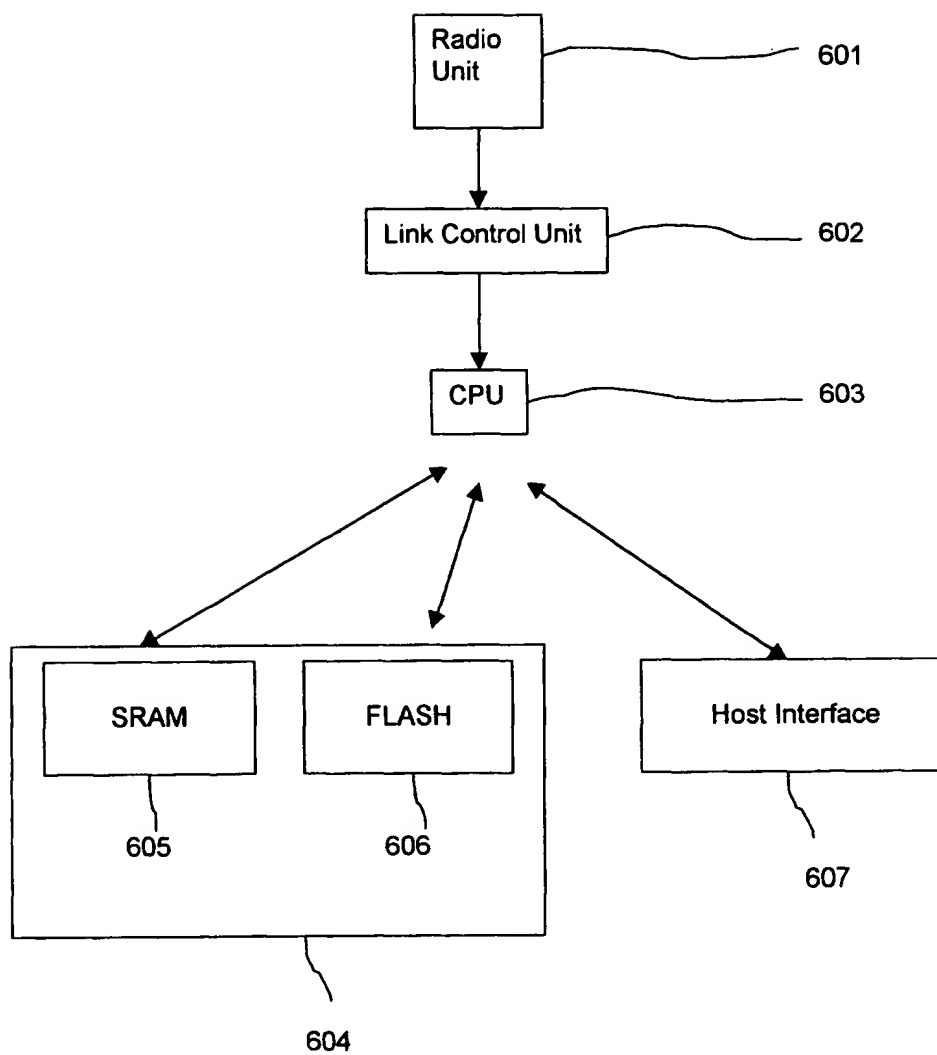 Radio
Unit
601
Link Control Unit
602
CPU
603
SRAM
FLASH
Host Interface
605
606
607
604